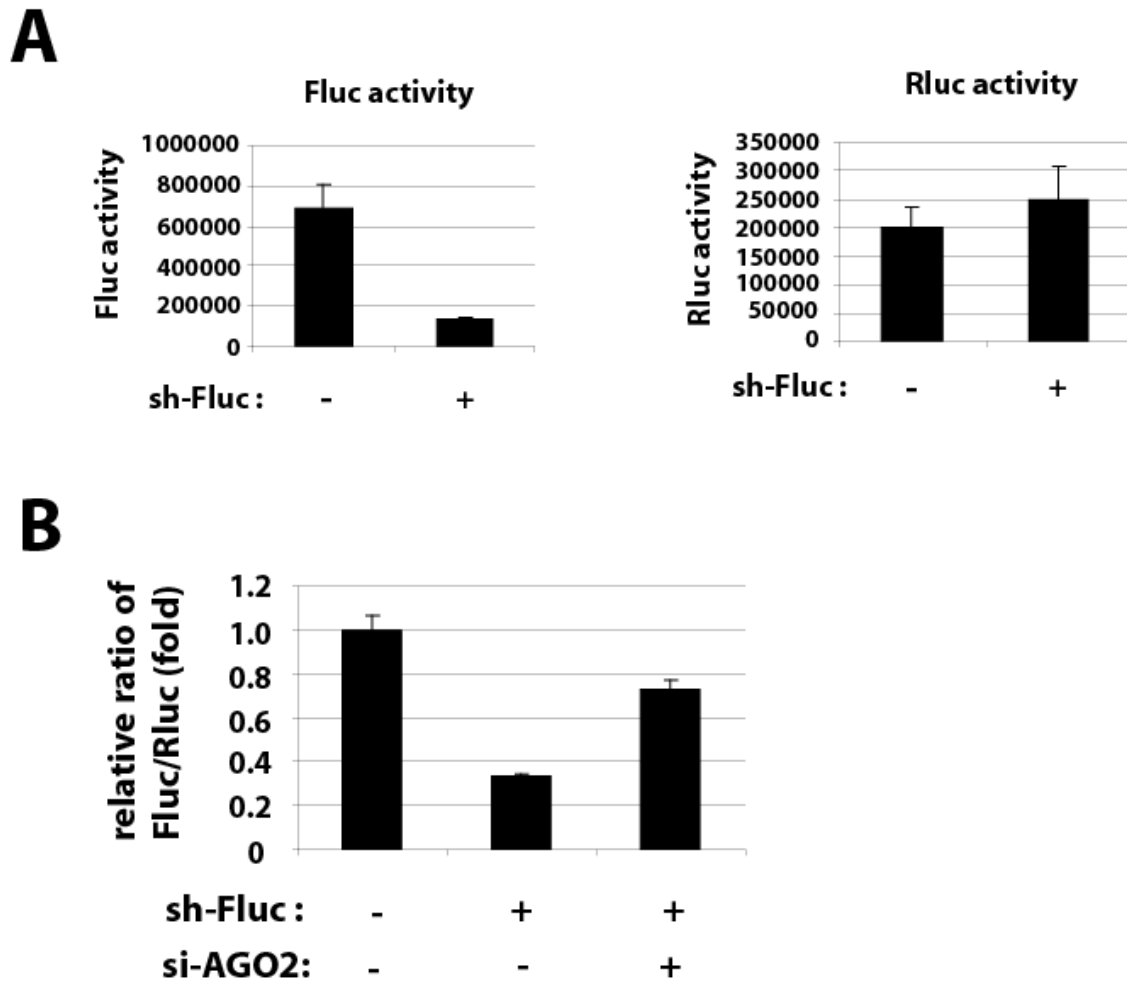 A
Fluc activity
Fluc activity
1000000
800000
600000
400000
200000
0
sh-Fluc : - +
Rluc activity
Rluc activity
350000
300000
250000
200000
150000
100000
50000
0
sh-Fluc : - +
B
relative ratio of
Fluc/Rluc (fold)
1.2
1.0
0.8
0.6
0.4
0.2
0
sh-Fluc : - + +
si-AGO2: - - +